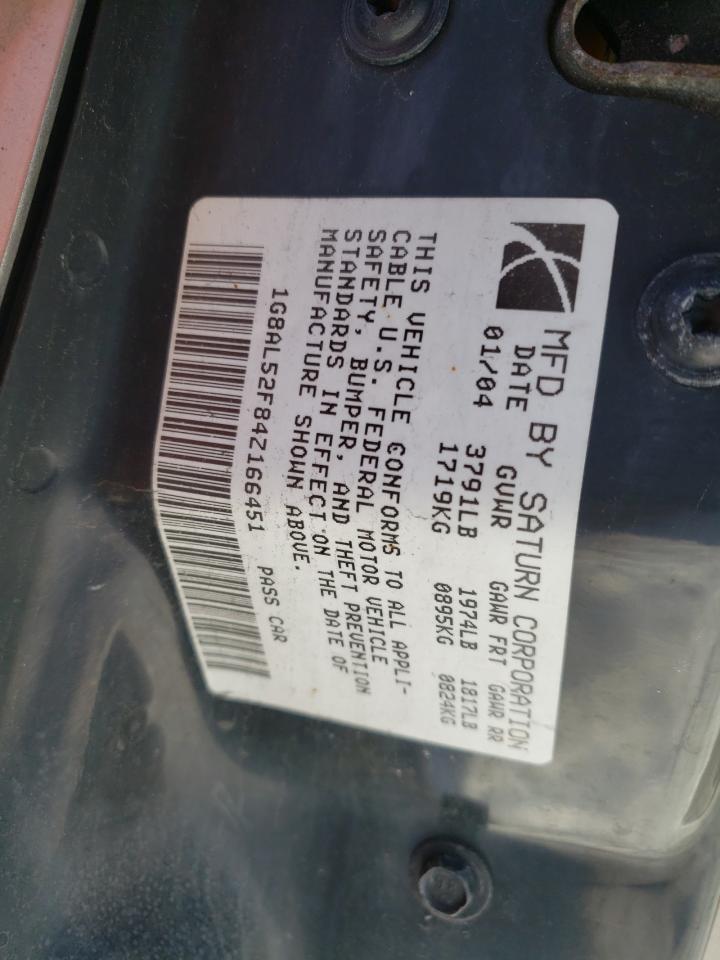 MFD BY SATURN CORPORATION
DATE GVWR GAWR FRT GAWR RR
01/04 3791LB 1974LB 1817LB
1719KG 0895KG 0824KG
THIS VEHICLE CONFORMS TO ALL APPLI-
CABLE U.S. FEDERAL MOTOR VEHICLE
SAFETY, BUMPER, AND THEFT PREVENTION
STANDARDS IN EFFECT ON THE DATE OF
MANUFACTURE SHOWN ABOVE.
1G8AL52F84Z166451 PASS CAR